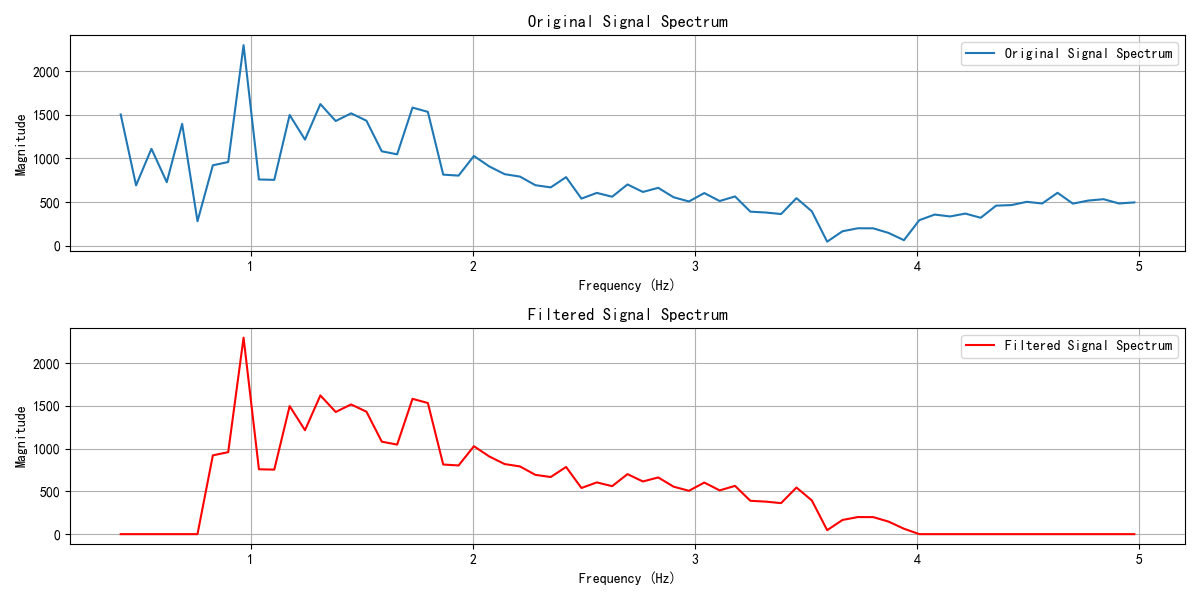 Original Signal Spectrum
Original Signal Spectrum
Magnitude
2000
1500
1000
500
0
1 2 3 4 5
Frequency (Hz)
Filtered Signal Spectrum
Filtered Signal Spectrum
Magnitude
2000
1500
1000
500
0
1 2 3 4 5
Frequency (Hz)